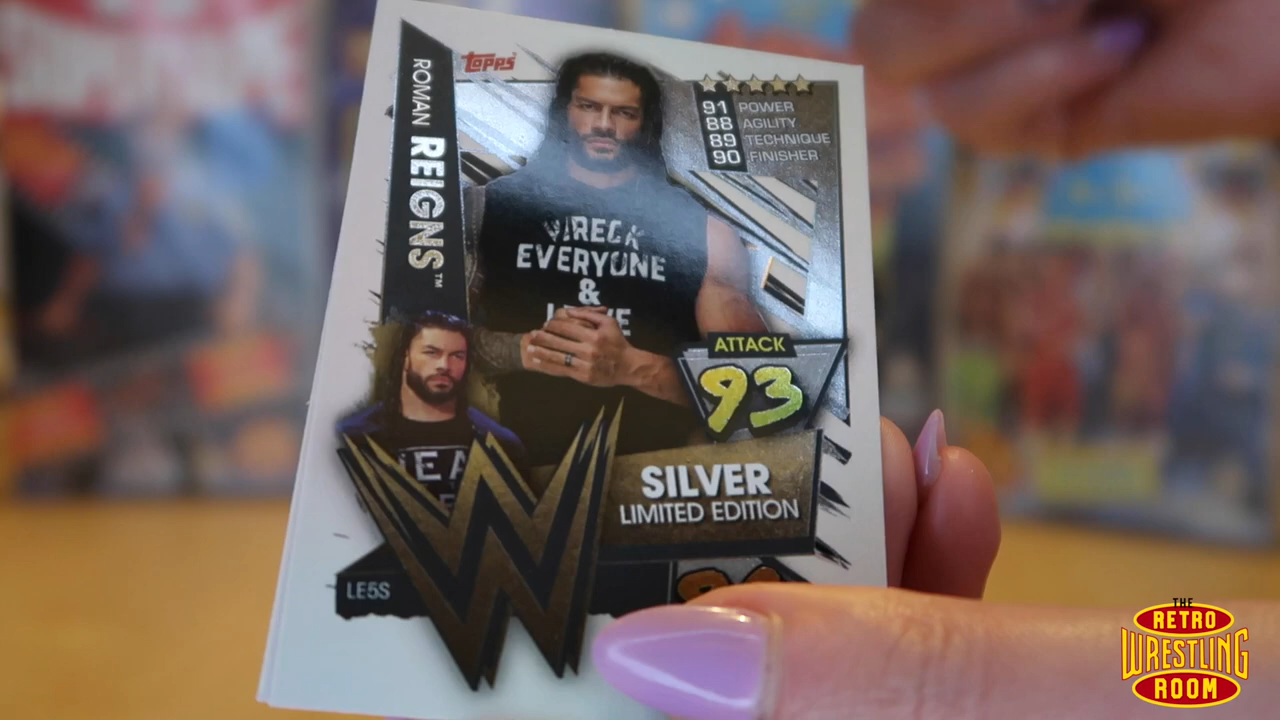 topps
ROMAN REIGNS™
91 POWER
88 AGILITY
89 TECHNIQUE
90 FINISHER
WRECK
EVERYONE
&
ATTACK
93
SILVER
LIMITED EDITION
LE5S
THE
RETRO
WRESTLING
ROOM